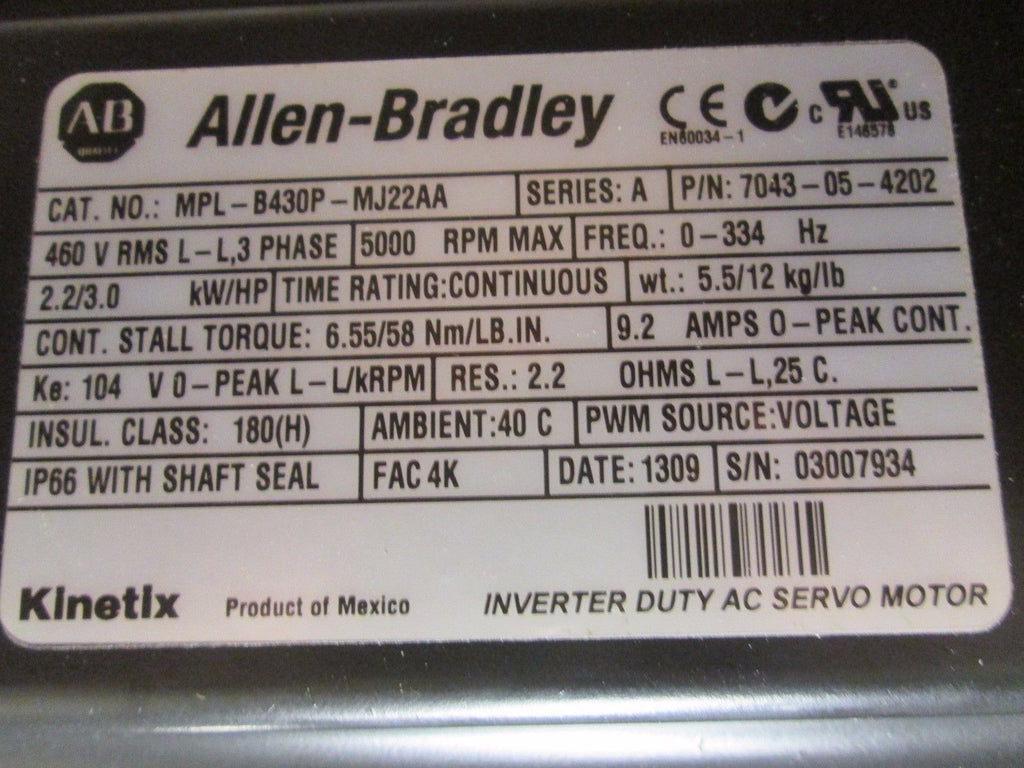 AB
QUALITY
Allen-Bradley
CE
EN60034-1
c RU US
E146578
CAT. NO.: MPL-B430P-MJ22AA SERIES: A P/N: 7043-05-4202
460 V RMS L-L,3 PHASE 5000 RPM MAX FREQ.: 0-334 Hz
2.2/3.0 kW/HP TIME RATING:CONTINUOUS wt.: 5.5/12 kg/lb
CONT. STALL TORQUE: 6.55/58 Nm/LB.IN. 9.2 AMPS 0-PEAK CONT.
Ke: 104 V 0-PEAK L-L/kRPM RES.: 2.2 OHMS L-L,25 C.
INSUL. CLASS: 180(H) AMBIENT:40 C PWM SOURCE:VOLTAGE
IP66 WITH SHAFT SEAL FAC 4K DATE: 1309 S/N: 03007934
Kinetix Product of Mexico INVERTER DUTY AC SERVO MOTOR